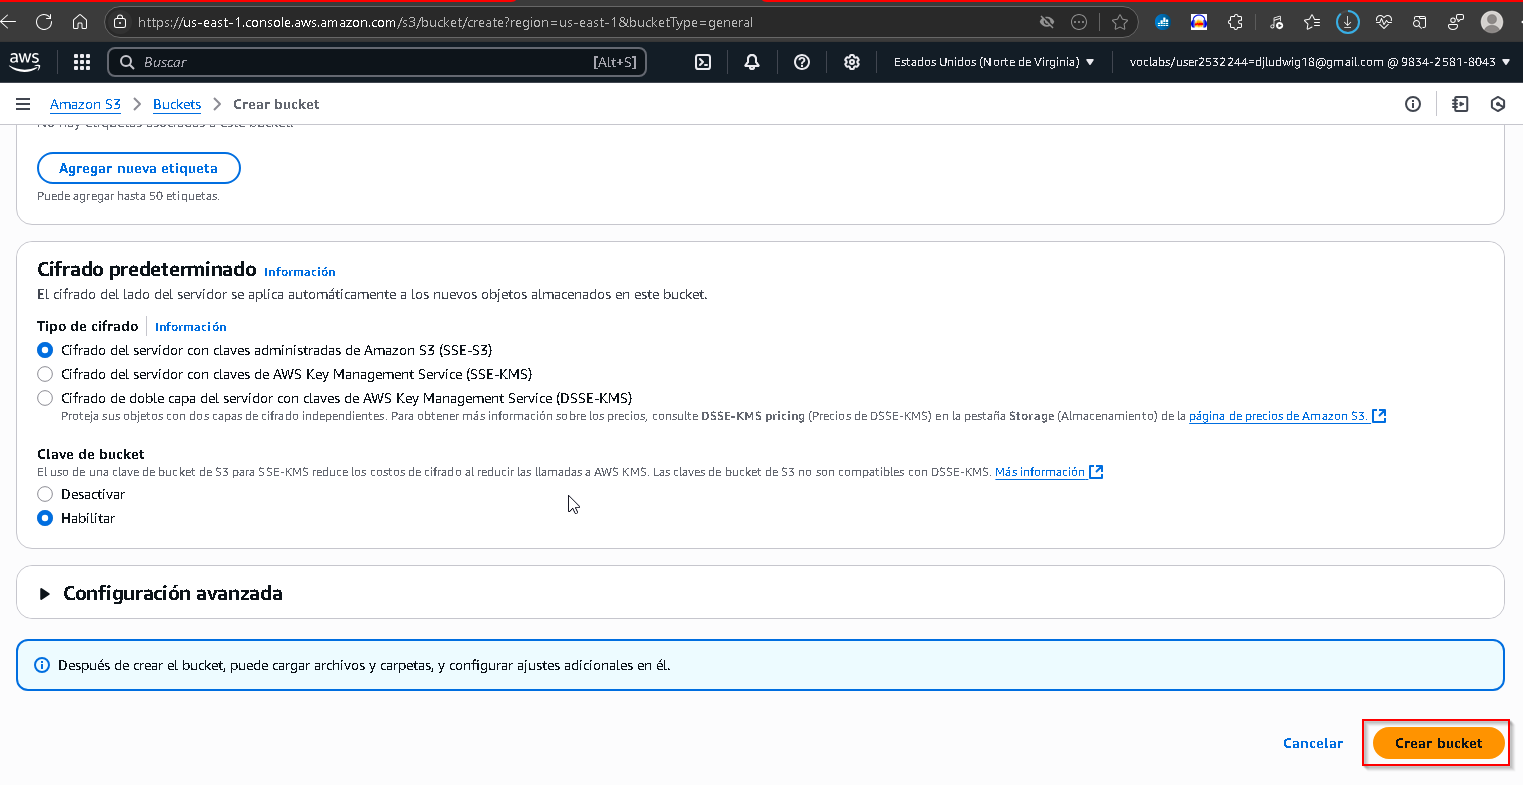 https://us-east-1.console.aws.amazon.com/s3/bucket/create?region=us-east-1&bucketType=general
aws
Buscar
[Alt+S]
Estados Unidos (Norte de Virginia)
voclabs/user2532244=djludwig18@gmail.com @ 9834-2581-8043
Amazon S3
Buckets
Crear bucket
No hay etiquetas asociadas a este bucket.
Agregar nueva etiqueta
Puede agregar hasta 50 etiquetas.
Cifrado predeterminado Información
El cifrado del lado del servidor se aplica automáticamente a los nuevos objetos almacenados en este bucket.
Tipo de cifrado Información
Cifrado del servidor con claves administradas de Amazon S3 (SSE-S3)
Cifrado del servidor con claves de AWS Key Management Service (SSE-KMS)
Cifrado de doble capa del servidor con claves de AWS Key Management Service (DSSE-KMS)
Proteja sus objetos con dos capas de cifrado independientes. Para obtener más información sobre los precios, consulte DSSE-KMS pricing (Precios de DSSE-KMS) en la pestaña Storage (Almacenamiento) de la página de precios de Amazon S3.
Clave de bucket
El uso de una clave de bucket de S3 para SSE-KMS reduce los costos de cifrado al reducir las llamadas a AWS KMS. Las claves de bucket de S3 no son compatibles con DSSE-KMS. Más información
Desactivar
Habilitar
Configuración avanzada
Después de crear el bucket, puede cargar archivos y carpetas, y configurar ajustes adicionales en él.
Cancelar
Crear bucket